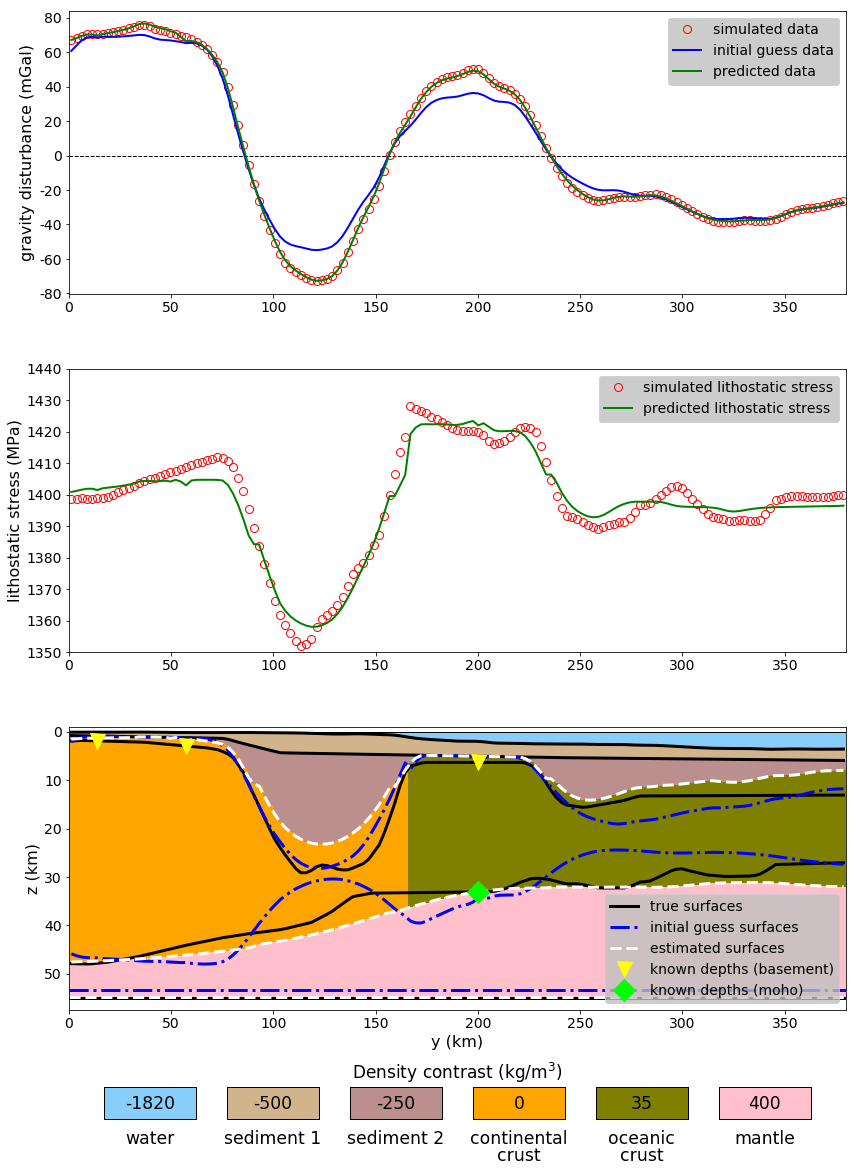 80
60
40
20
0
-20
-40
-60
-80
gravity disturbance (mGal)
simulated data
initial guess data
predicted data
0 50 100 150 200 250 300 350
1440
1430
1420
1410
1400
1390
1380
1370
1360
1350
lithostatic stress (MPa)
simulated lithostatic stress
predicted lithostatic stress
0 50 100 150 200 250 300 350
0
10
20
30
40
50
z (km)
true surfaces
initial guess surfaces
estimated surfaces
known depths (basement)
known depths (moho)
0 50 100 150 200 250 300 350
y (km)
Density contrast (kg/m³)
-1820 -500 -250 0 35 400
water sediment 1 sediment 2 continental oceanic mantle
crust crust